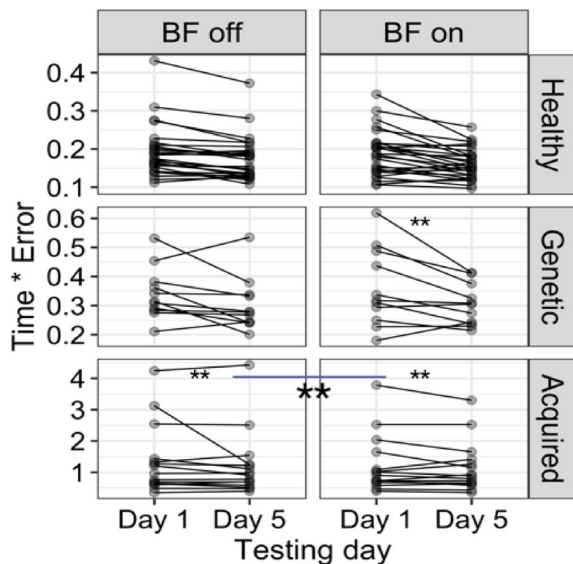 BF off BF on
0.4
0.3
0.2
0.1
Healthy
0.6
0.5
0.4
0.3
0.2
**
Genetic
4
3
2
1
** ** **
Acquired
Time * Error
Day 1 Day 5 Day 1 Day 5
Testing day